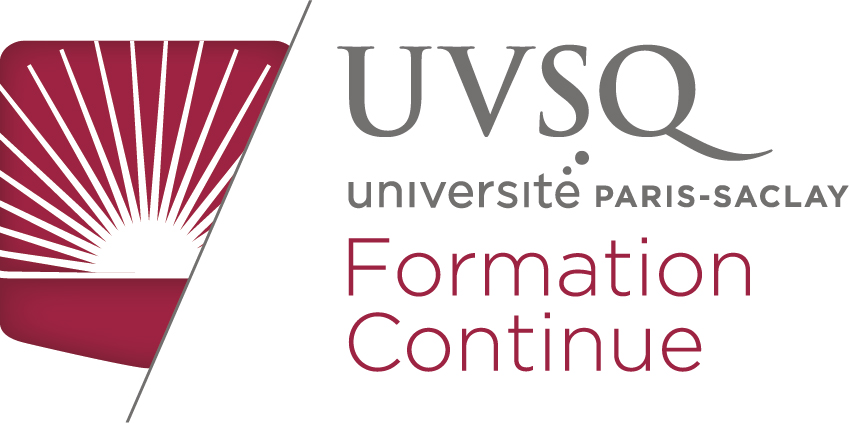 UVSQ
université PARIS-SACLAY
Formation
Continue